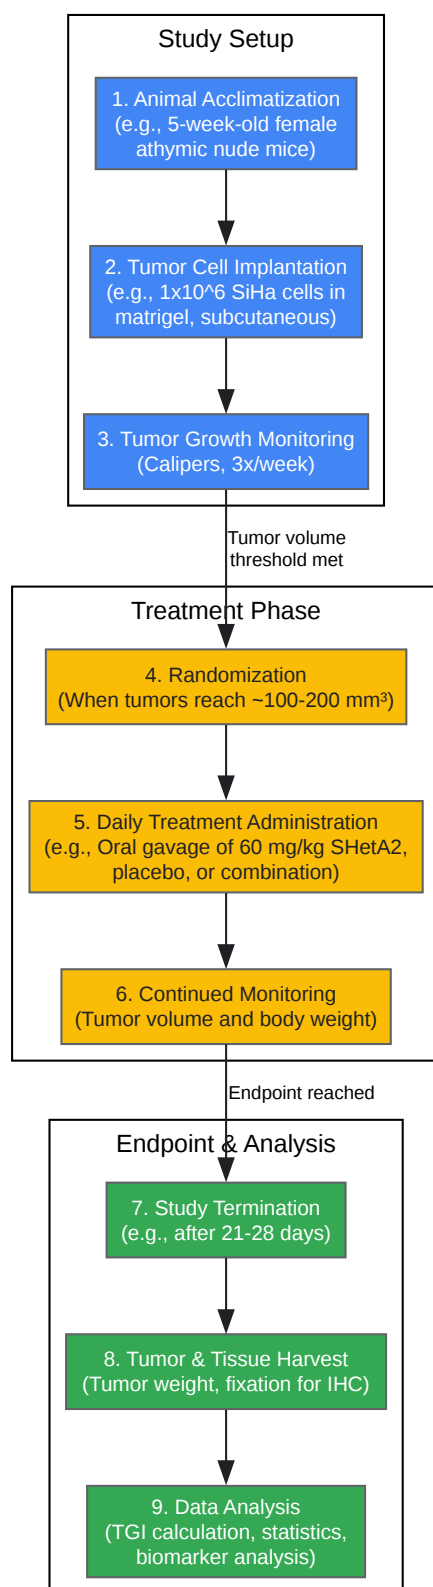 Study Setup
1. Animal Acclimatization
(e.g., 5-week-old female
athymic nude mice)
2. Tumor Cell Implantation
(e.g., 1x10^6 SiHa cells in
matrigel, subcutaneous)
3. Tumor Growth Monitoring
(Calipers, 3x/week)
Tumor volume
threshold met
Treatment Phase
4. Randomization
(When tumors reach ~100-200 mm³)
5. Daily Treatment Administration
(e.g., Oral gavage of 60 mg/kg SHetA2,
placebo, or combination)
6. Continued Monitoring
(Tumor volume and body weight)
Endpoint reached
Endpoint & Analysis
7. Study Termination
(e.g., after 21-28 days)
8. Tumor & Tissue Harvest
(Tumor weight, fixation for IHC)
9. Data Analysis
(TGI calculation, statistics,
biomarker analysis)